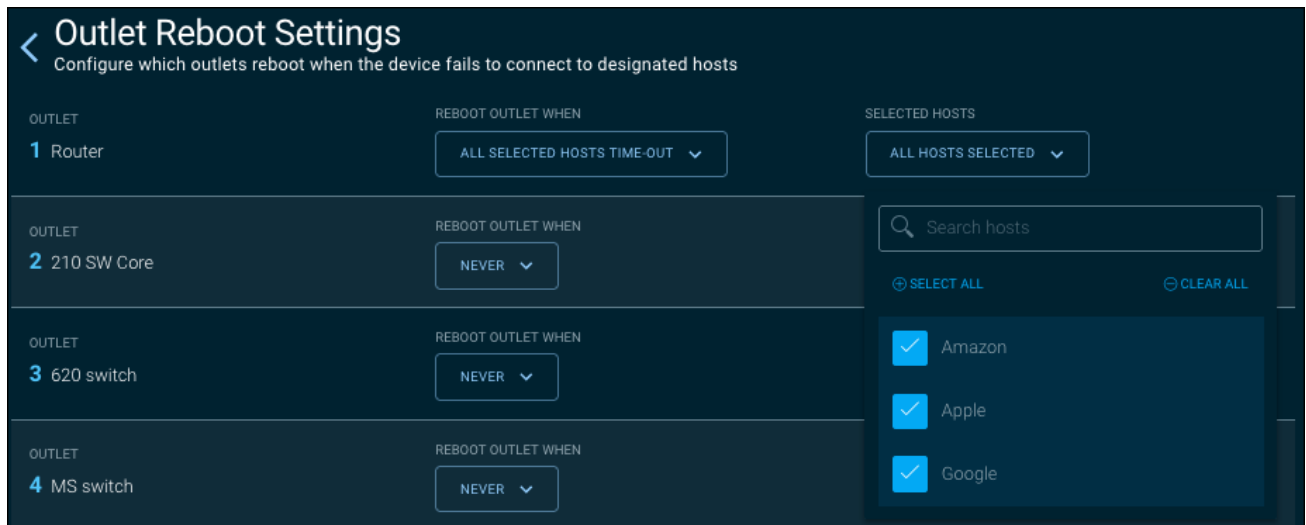 Outlet Reboot Settings
Configure which outlets reboot when the device fails to connect to designated hosts
OUTLET
1 Router
REBOOT OUTLET WHEN
ALL SELECTED HOSTS TIME-OUT
SELECTED HOSTS
ALL HOSTS SELECTED
Search hosts
SELECT ALL
CLEAR ALL
Amazon
Apple
Google
OUTLET
2 210 SW Core
REBOOT OUTLET WHEN
NEVER
OUTLET
3 620 switch
REBOOT OUTLET WHEN
NEVER
OUTLET
4 MS switch
REBOOT OUTLET WHEN
NEVER